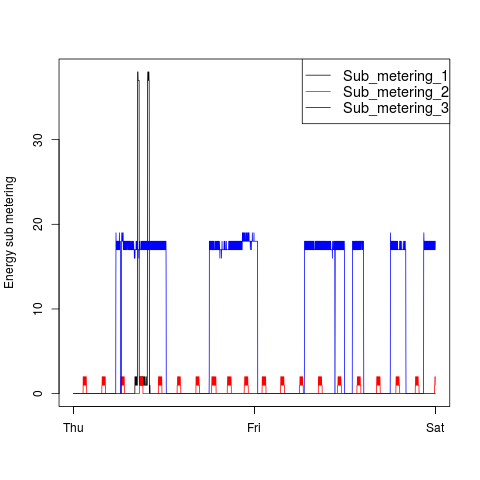 Sub_metering_1
Sub_metering_2
Sub_metering_3
Energy sub metering
30
20
10
0
Thu Fri Sat